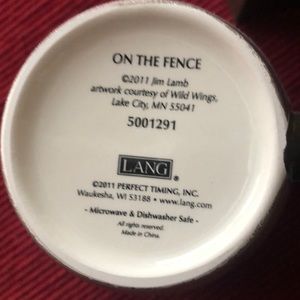 ON THE FENCE
©2011 Jim Lamb
artwork courtesy of Wild Wings,
Lake City, MN 55041
5001291
LANG®
©2011 PERFECT TIMING, INC.
Waukesha, WI 53188 • www.lang.com
- Microwave & Dishwasher Safe -
All rights reserved.
Made in China.